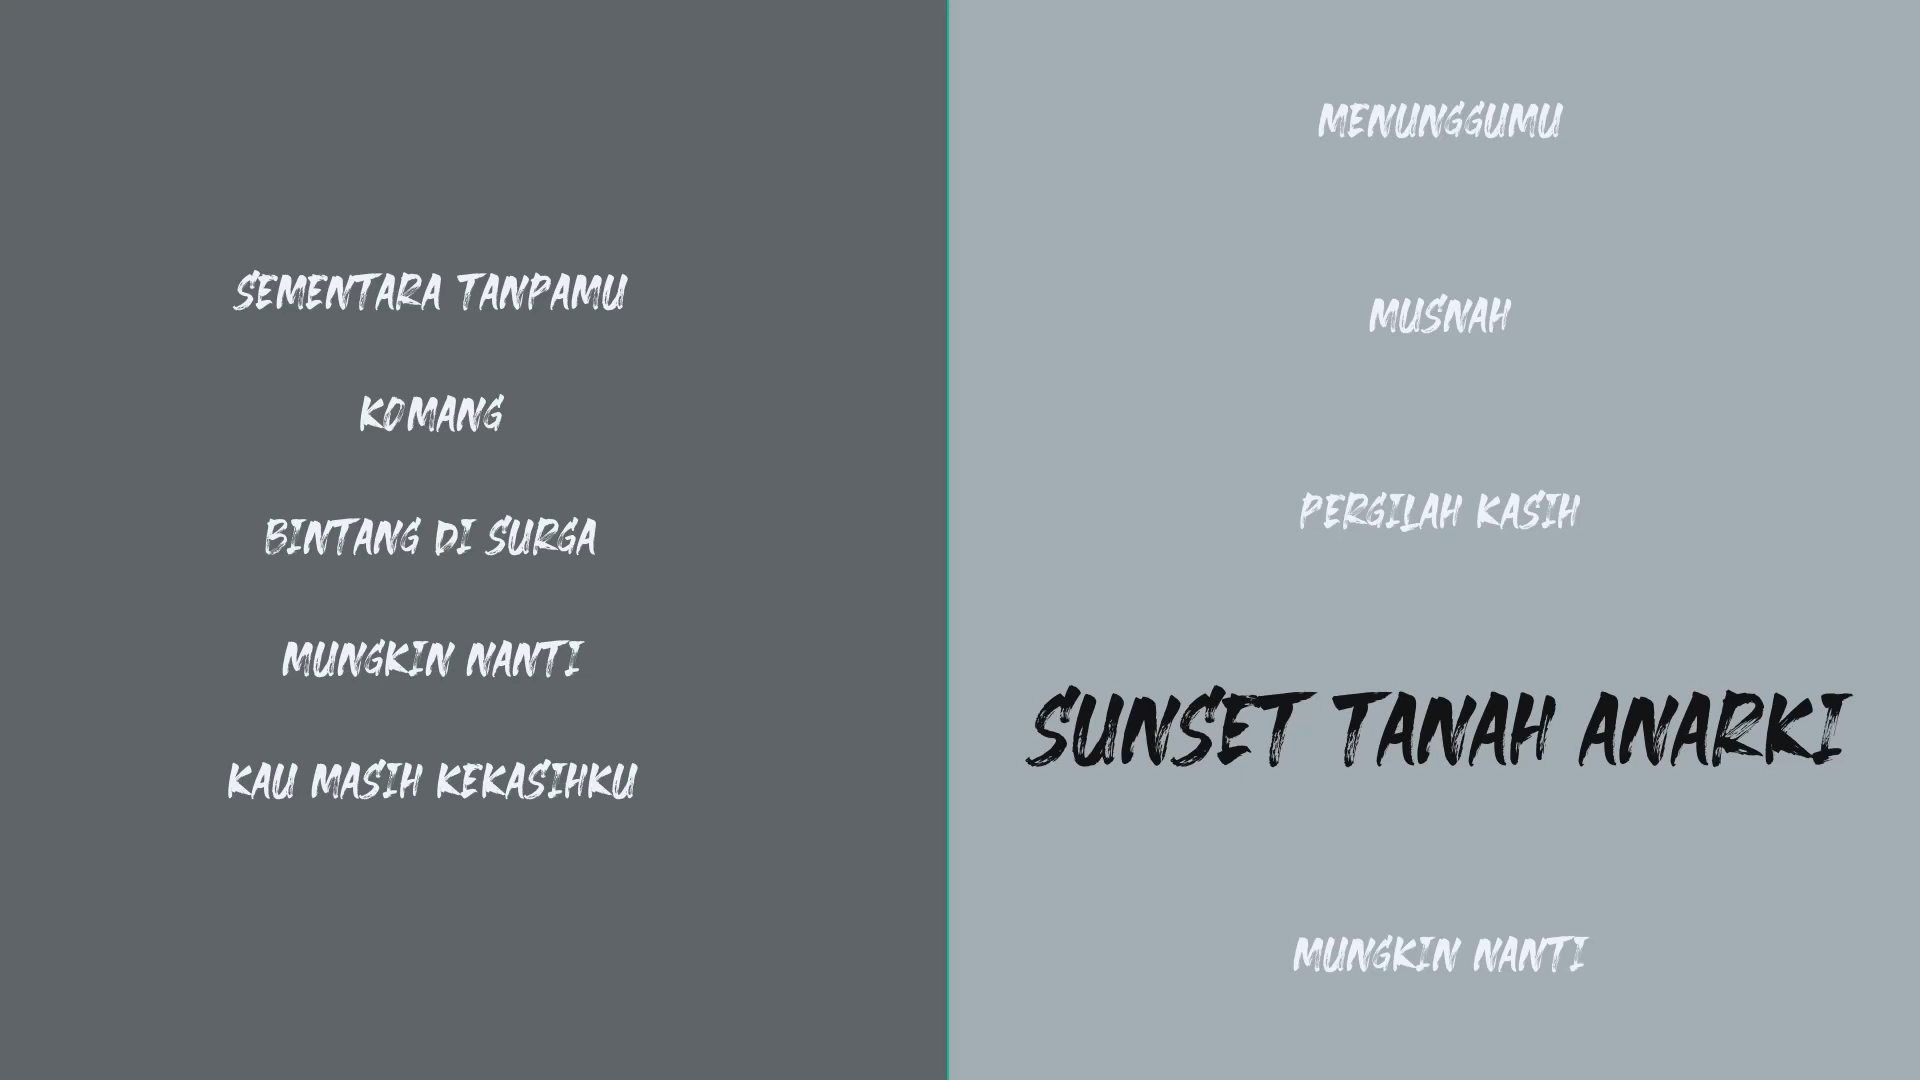 SEMENTARA TANPAMU
KOMANG
BINTANG DI SURGA
MUNGKIN NANTI
KAU MASIH KEKASIHKU
MENUNGGUMU
MUSNAH
PERGILAH KASIH
SUNSET TANAH ANARKI
MUNGKIN NANTI